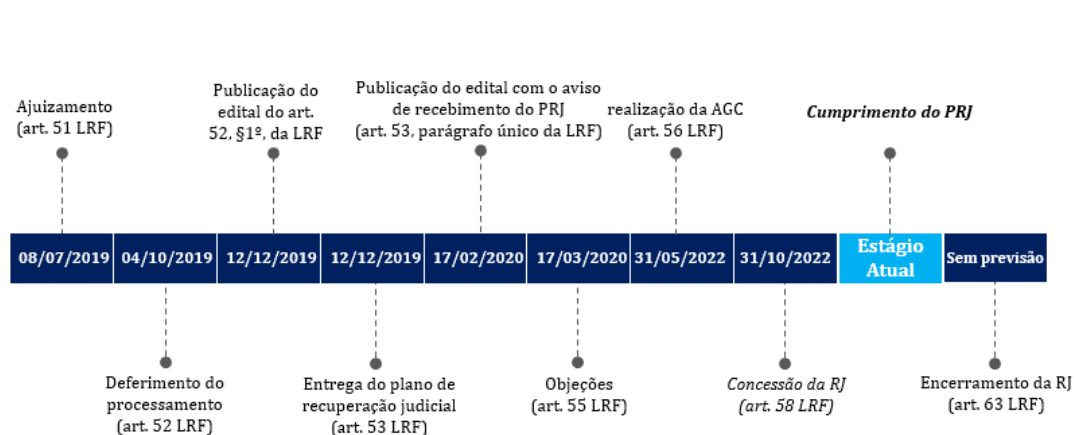 Ajuizamento
(art. 51 LRF)
Publicação do
edital do art.
52, §1º, da LRF
Publicação do edital com o aviso
de recebimento do PRJ
(art. 53, parágrafo único da LRF)
realização da AGC
(art. 56 LRF)
Cumprimento do PRJ
08/07/2019
04/10/2019
12/12/2019
12/12/2019
17/02/2020
17/03/2020
31/05/2022
31/10/2022
Estágio
Atual
Sem previsão
Deferimento do
processamento
(art. 52 LRF)
Entrega do plano de
recuperação judicial
(art. 53 LRF)
Objeções
(art. 55 LRF)
Concessão da RJ
(art. 58 LRF)
Encerramento da RJ
(art. 63 LRF)